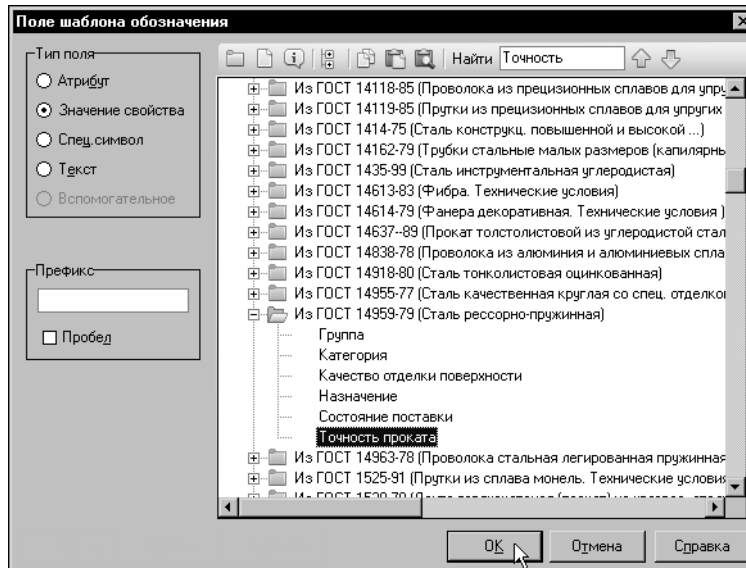 Поле шаблона обозначения
Тип поля
Атрибут
Значение свойства
Спец.символ
Текст
Вспомогательное
Префикс
Пробел
Найти Точность
Из ГОСТ 14118-85 (Проволока из прецизионных сплавов для упру
Из ГОСТ 14119-85 (Прутки из прецизионных сплавов для упругих
Из ГОСТ 1414-75 (Сталь конструкц. повышенной и высокой ...)
Из ГОСТ 14162-79 (Трубки стальные малых размеров (капилярнь
Из ГОСТ 1435-99 (Сталь инструментальная углеродистая)
Из ГОСТ 14613-83 (Фибра. Технические условия)
Из ГОСТ 14614-79 (Фанера декоративная. Технические условия )
Из ГОСТ 14637--89 (Прокат толстолистовой из углеродистой стал
Из ГОСТ 14838-78 (Проволока из алюминия и алюминиевых спла
Из ГОСТ 14918-80 (Сталь тонколистовая оцинкованная)
Из ГОСТ 14955-77 (Сталь качественная круглая со спец. отделко
Из ГОСТ 14959-79 (Сталь рессорно-пружинная)
Группа
Категория
Качество отделки поверхности
Назначение
Состояние поставки
Точность проката
Из ГОСТ 14963-78 (Проволока стальная легированная пружинная
Из ГОСТ 1525-91 (Прутки из сплава монель. Технические условия
OK
Отмена
Справка